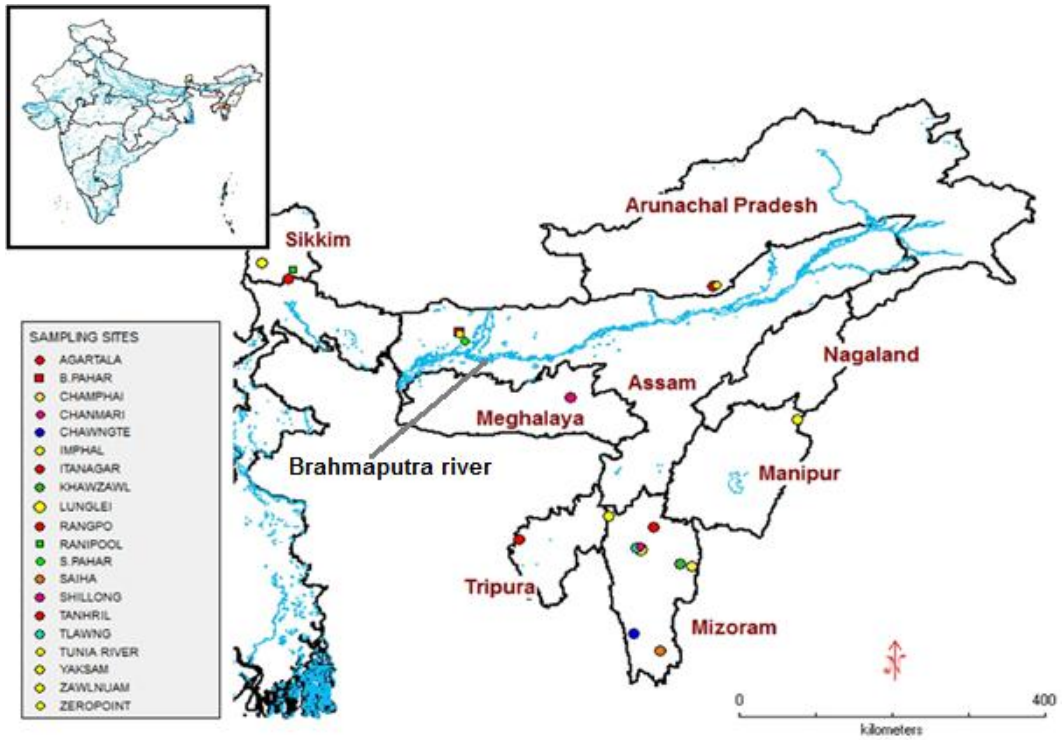 Arunachal Pradesh
Sikkim
Nagaland
Assam
Meghalaya
Brahmaputra river
Manipur
Tripura
Mizoram
SAMPLING SITES
AGARTALA
B.PAHAR
CHAMPHAI
CHANMARI
CHAWNGTE
IMPHAL
ITANAGAR
KHAWZAWL
LUNGLEI
RANGPO
RANIPOOL
S.PAHAR
SAIHA
SHILLONG
TANHRIL
TLAWNG
TUNIA RIVER
YAKSAM
ZAWLNUAM
ZEROPOINT
0 400
kilometers